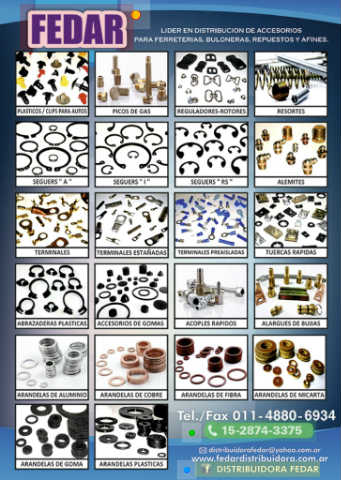 FEDAR
LIDER EN DISTRIBUCION DE ACCESORIOS
PARA FERRETERIAS, BULONERAS, REPUESTOS Y AFINES.
PLASTICOS / CLIPS PARA AUTOS
PICOS DE GAS
REGULADORES-ROTORES
RESORTES
SEGUERS " A "
SEGUERS " I "
SEGUERS " RS "
ALEMITES
TERMINALES
TERMINALES ESTAÑADAS
TERMINALES PREAISLADAS
TUERCAS RAPIDAS
ABRAZADERAS PLASTICAS
ACCESORIOS DE GOMAS
ACOPLES RAPIDOS
ALARGUES DE BUJIAS
ARANDELAS DE ALUMINIO
ARANDELAS DE COBRE
ARANDELAS DE FIBRA
ARANDELAS DE MICARTA
ARANDELAS DE GOMA
ARANDELAS PLASTICAS
Tel./Fax 011-4880-6934
15-2874-3375
distribuidorafedar@yahoo.com.ar
www.fedardistribuidora.com.ar
DISTRIBUIDORA FEDAR